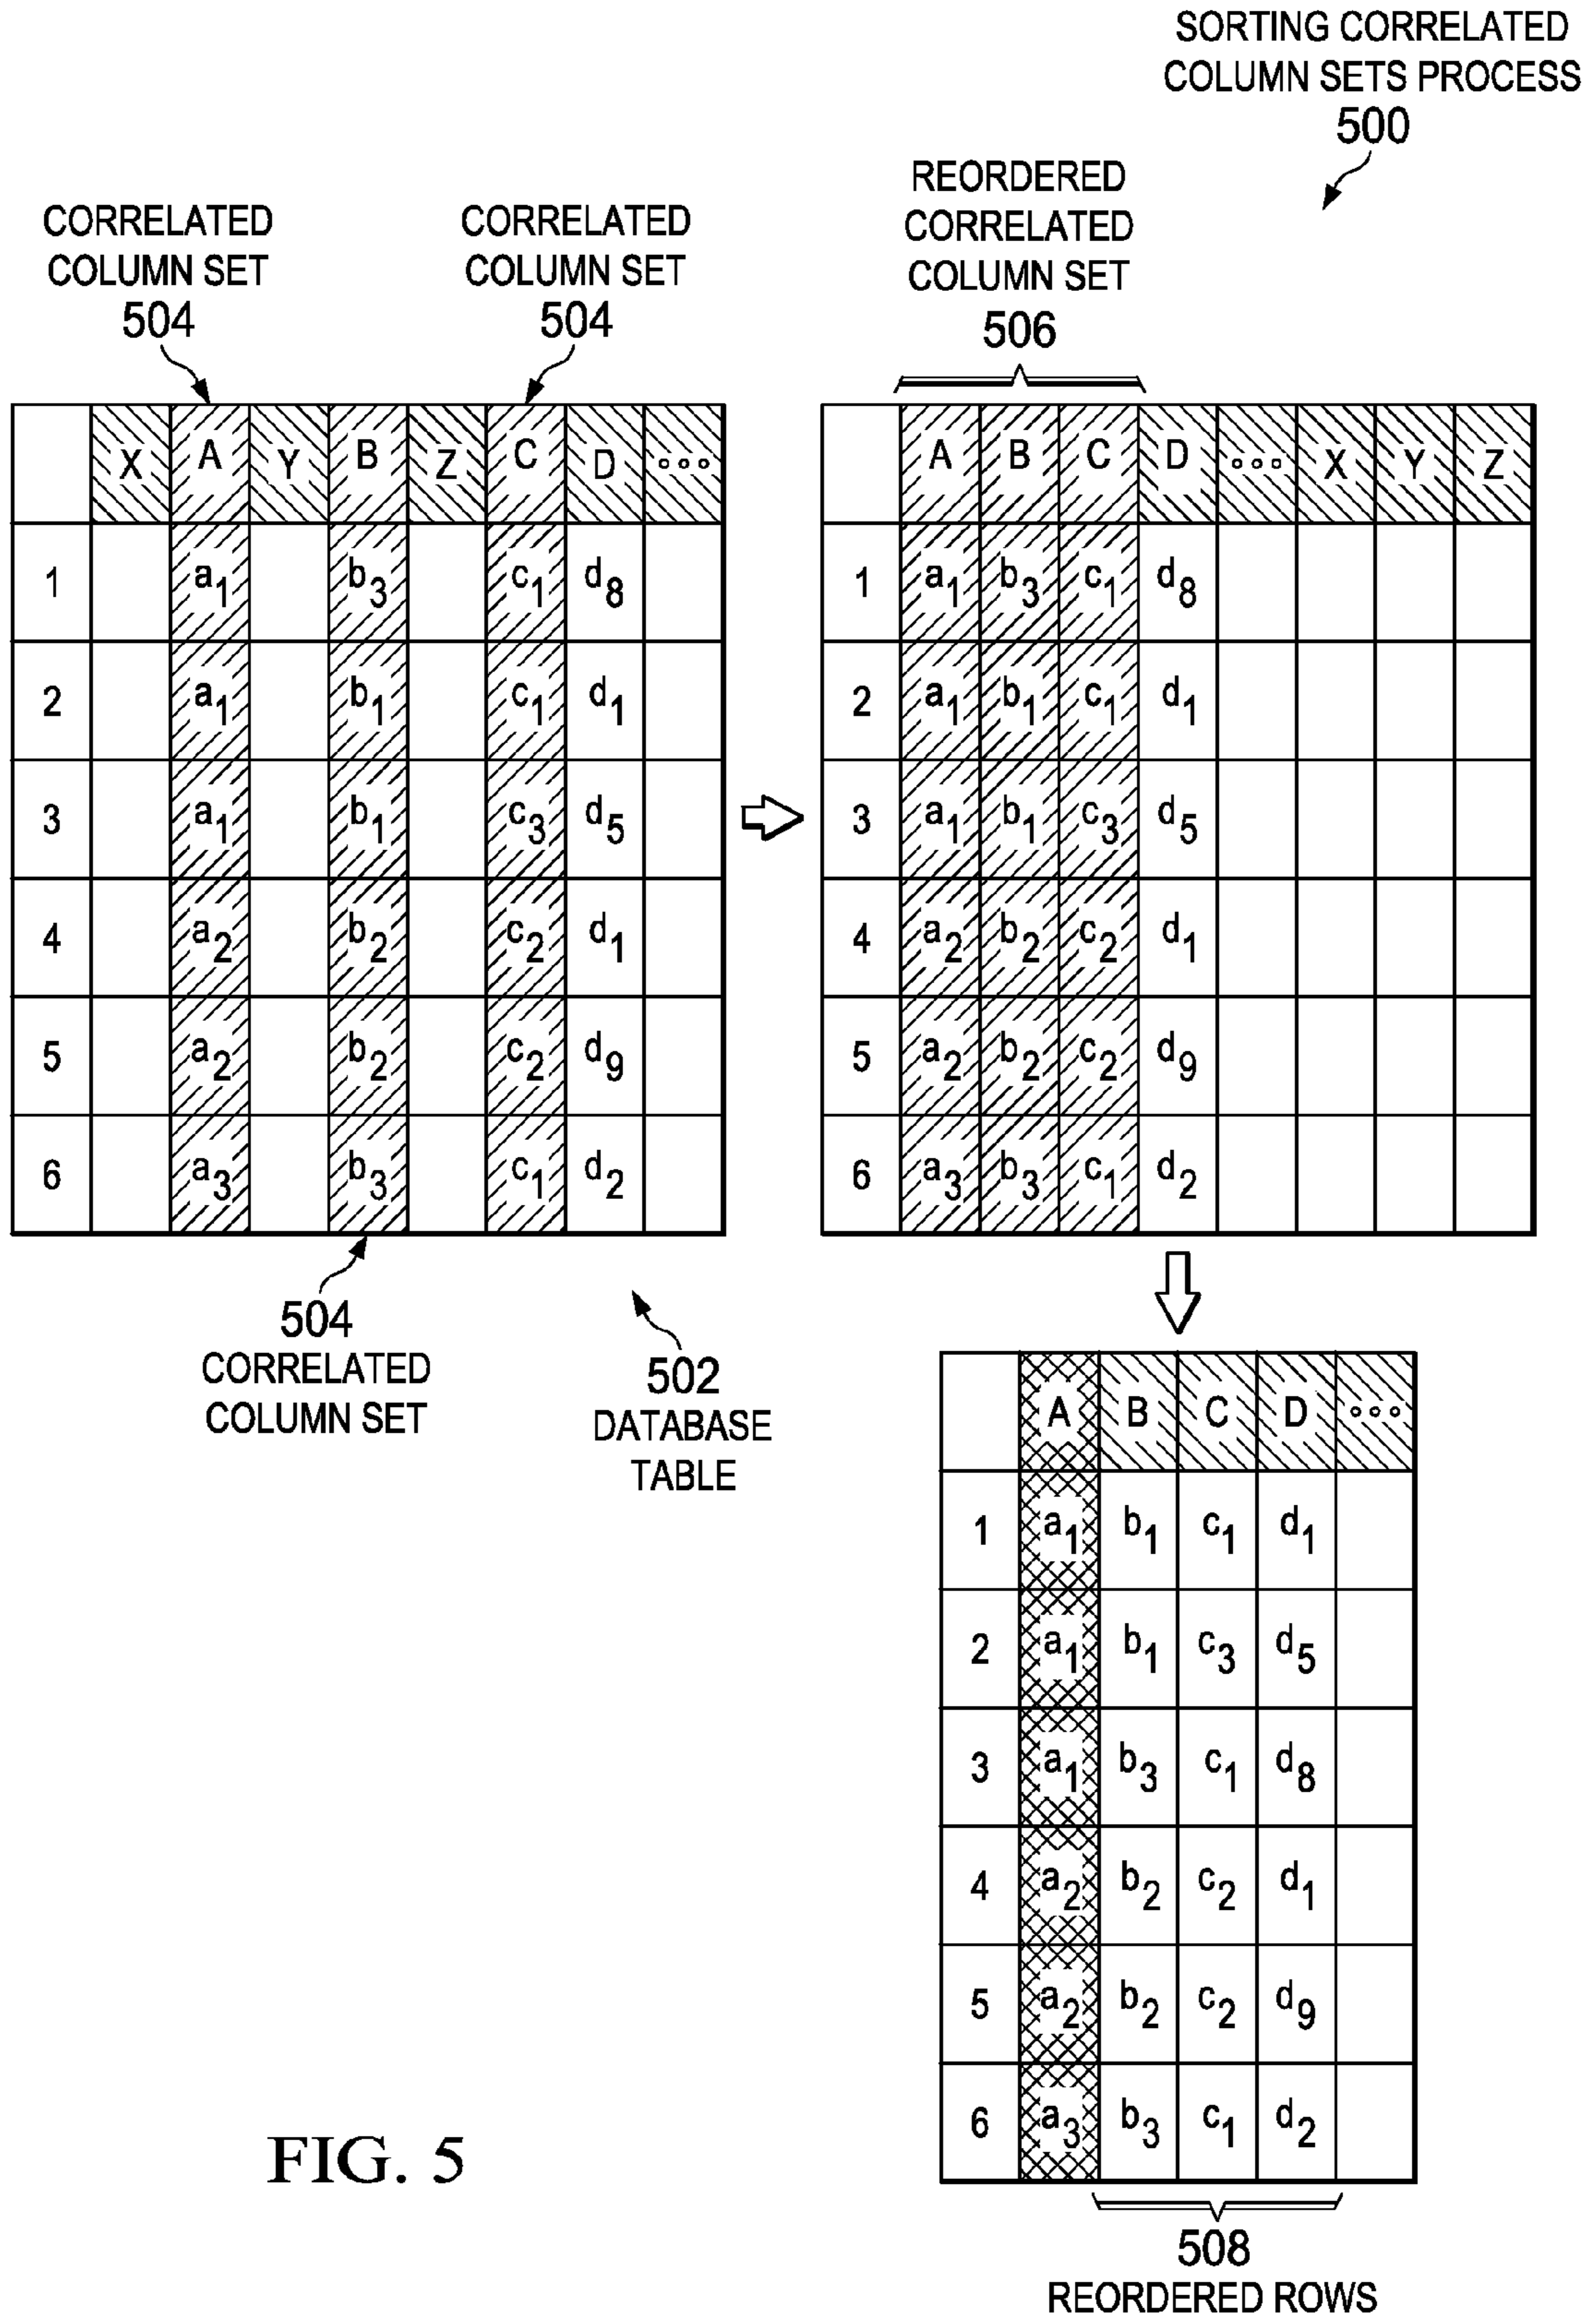 SORTING CORRELATED
COLUMN SETS PROCESS
500
CORRELATED
COLUMN SET
504
CORRELATED
COLUMN SET
504
REORDERED
CORRELATED
COLUMN SET
506
X A Y B Z C D ∘∘∘
1 a1 b3 c1 d8
2 a1 b1 c1 d1
3 a1 b1 c3 d5
4 a2 b2 c2 d1
5 a2 b2 c2 d9
6 a3 b3 c1 d2
A B C D ∘∘∘ X Y Z
1 a1 b3 c1 d8
2 a1 b1 c1 d1
3 a1 b1 c3 d5
4 a2 b2 c2 d1
5 a2 b2 c2 d9
6 a3 b3 c1 d2
504
CORRELATED
COLUMN SET
502
DATABASE
TABLE
A B C D ∘∘∘
1 a1 b1 c1 d1
2 a1 b1 c3 d5
3 a1 b3 c1 d8
4 a2 b2 c2 d1
5 a2 b2 c2 d9
6 a3 b3 c1 d2
508
REORDERED ROWS
FIG. 5